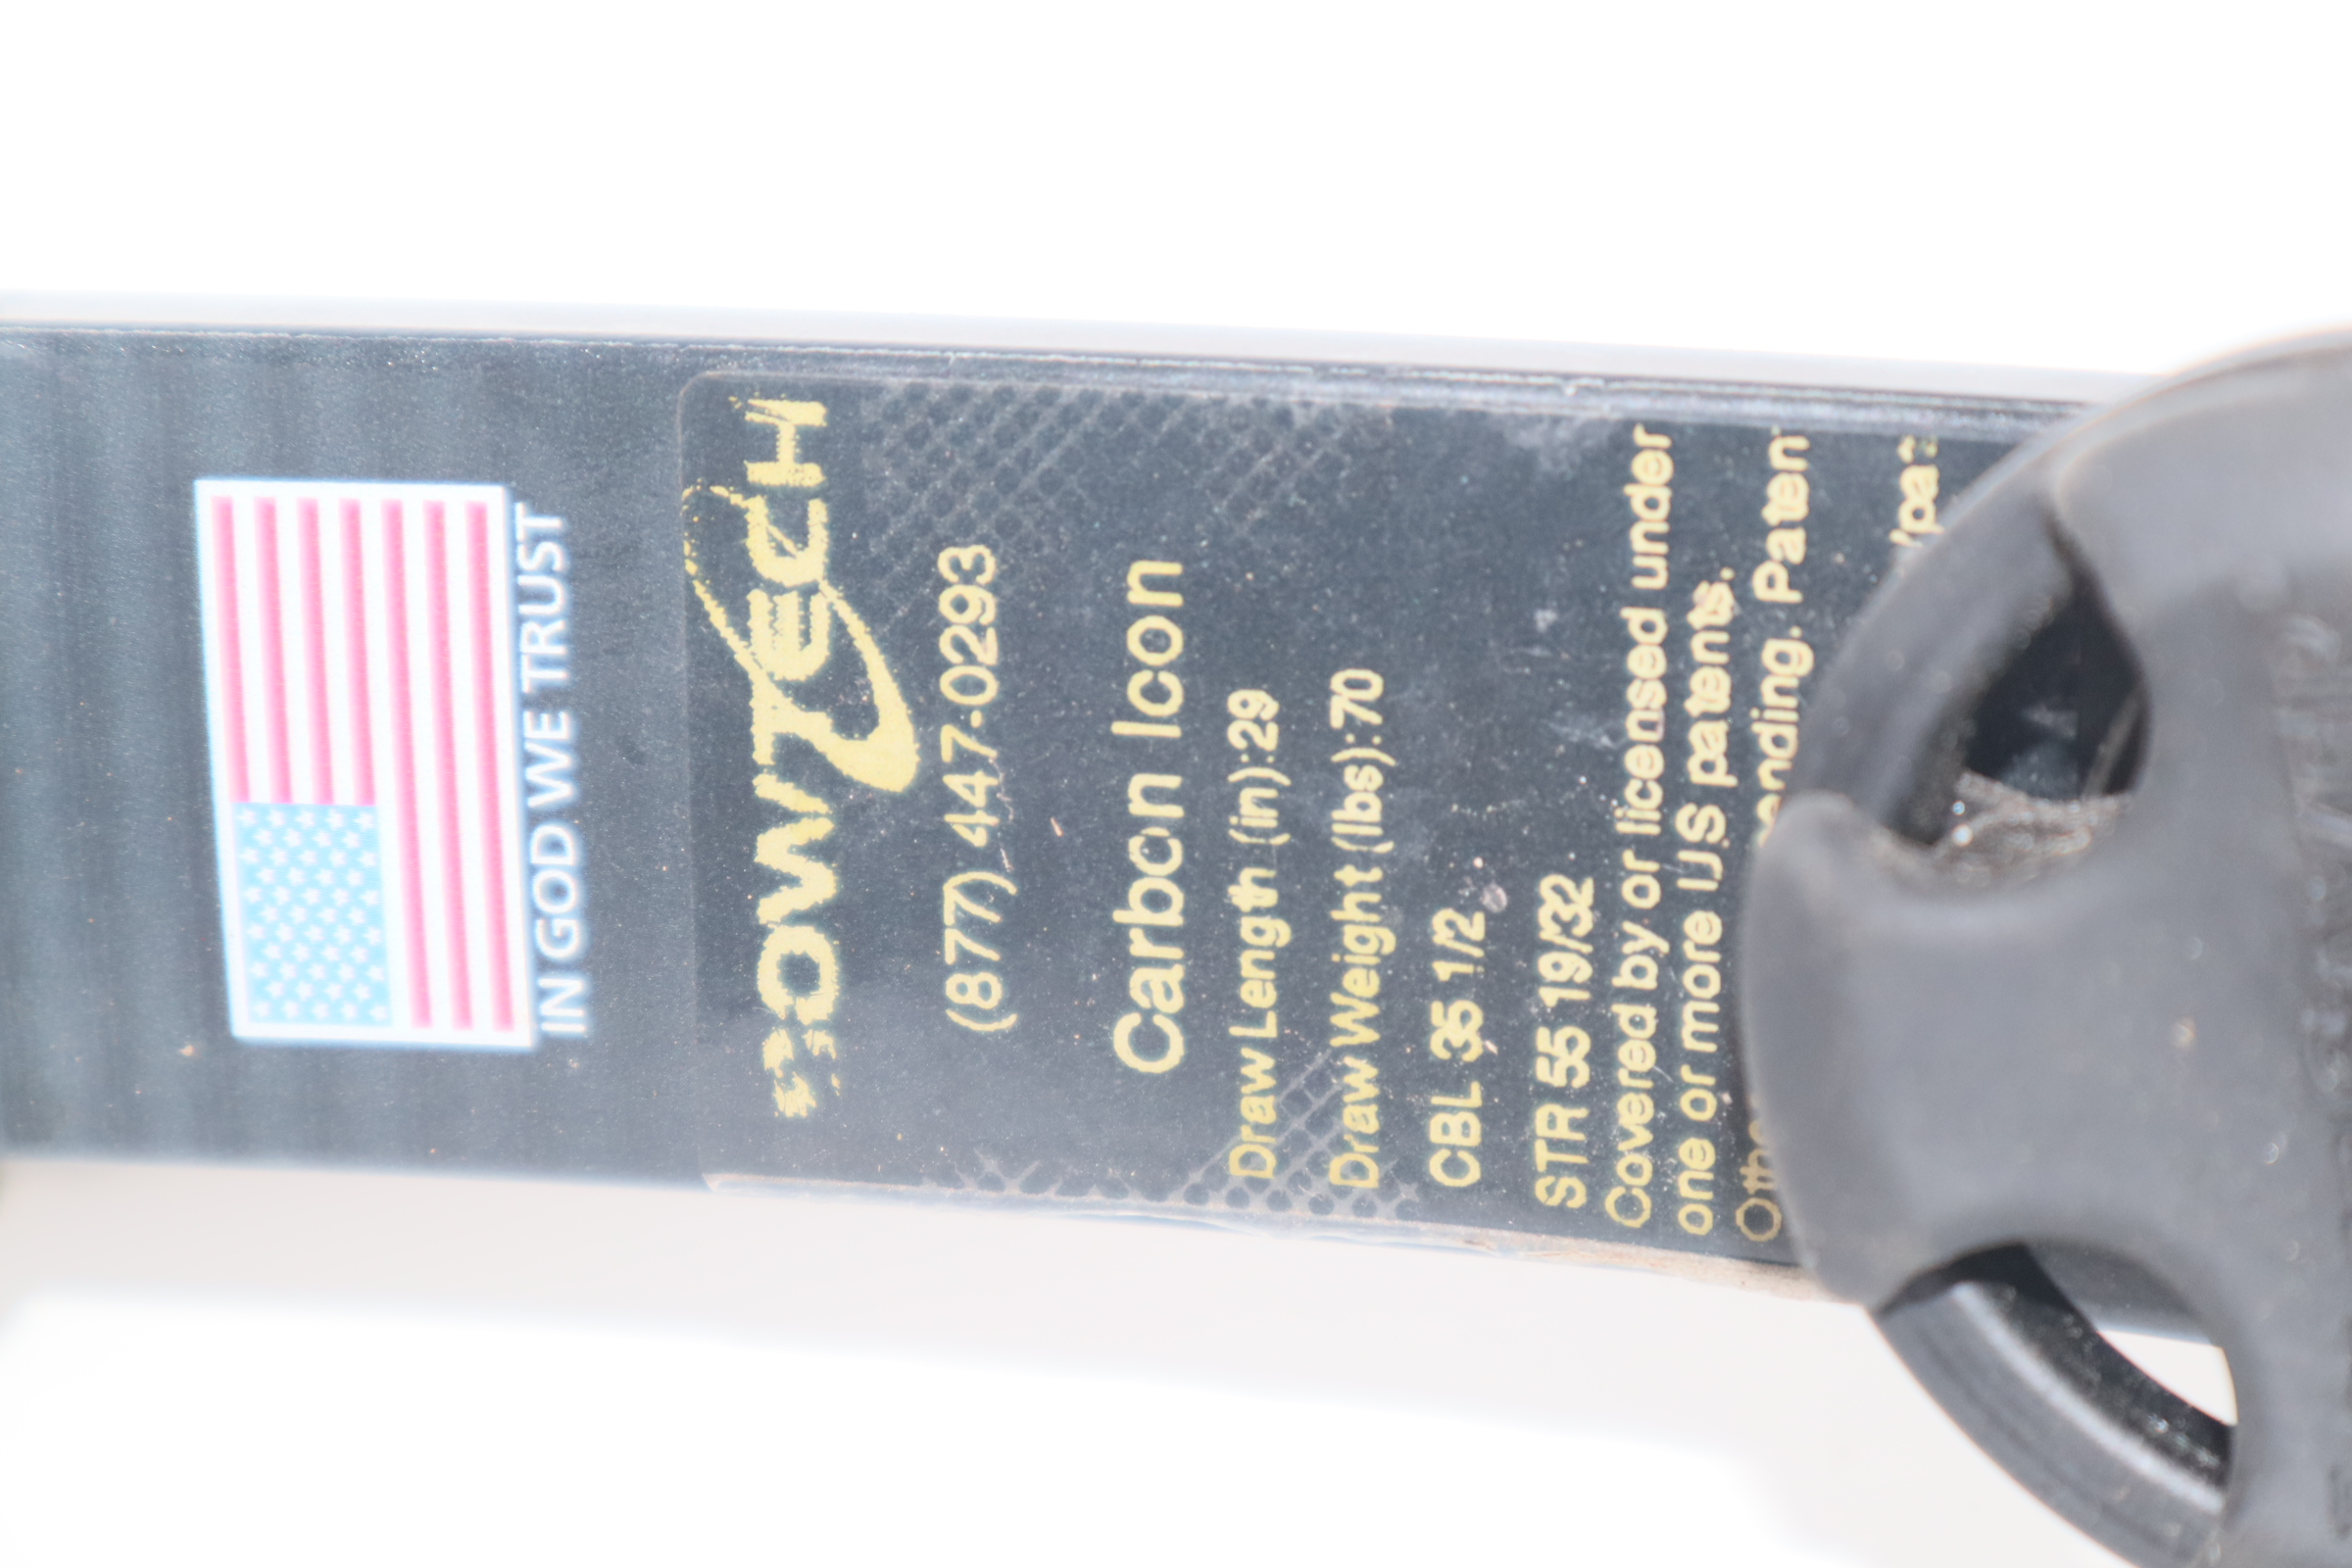 IN GOD WE TRUST
BOWTECH
(877) 447-0293
Carbon Icon
Draw Length (in):29
Draw Weight (lbs):70
CBL 35 1/2
STR 55 19/32
Covered by or licensed under
one or more US patents.